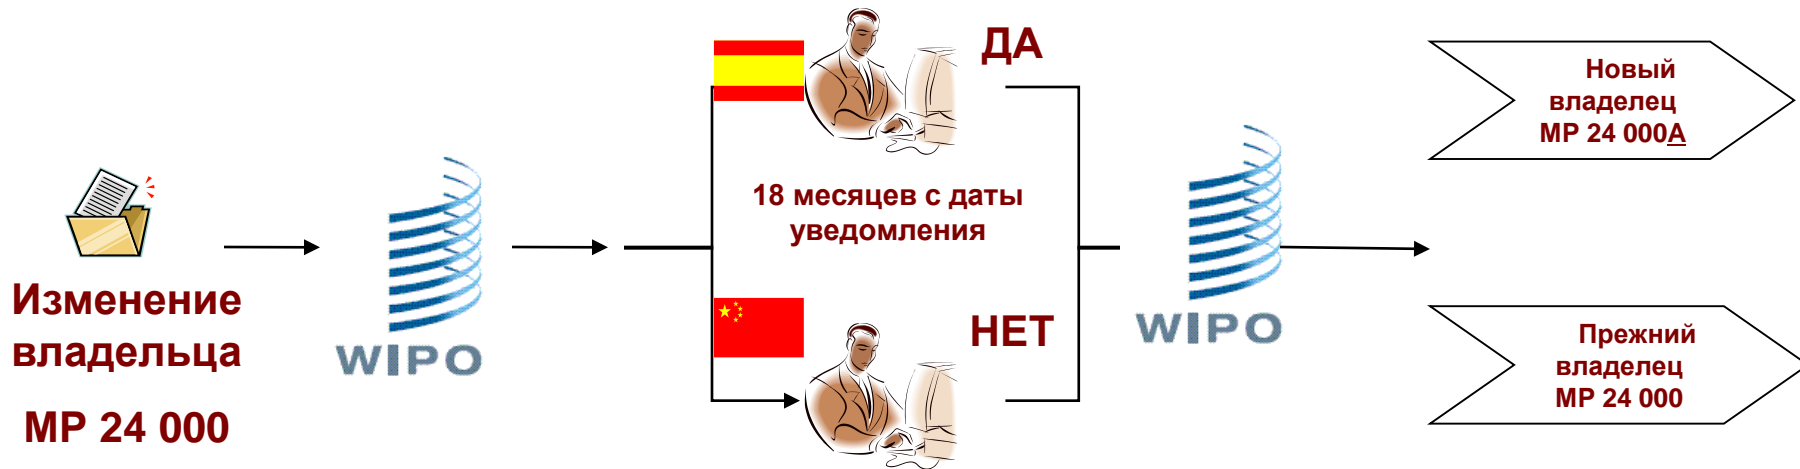 Изменение
владельца
МР 24 000
WIPO
ДА
18 месяцев с даты
уведомления
НЕТ
WIPO
Новый
владелец
МР 24 000А
Прежний
владелец
МР 24 000